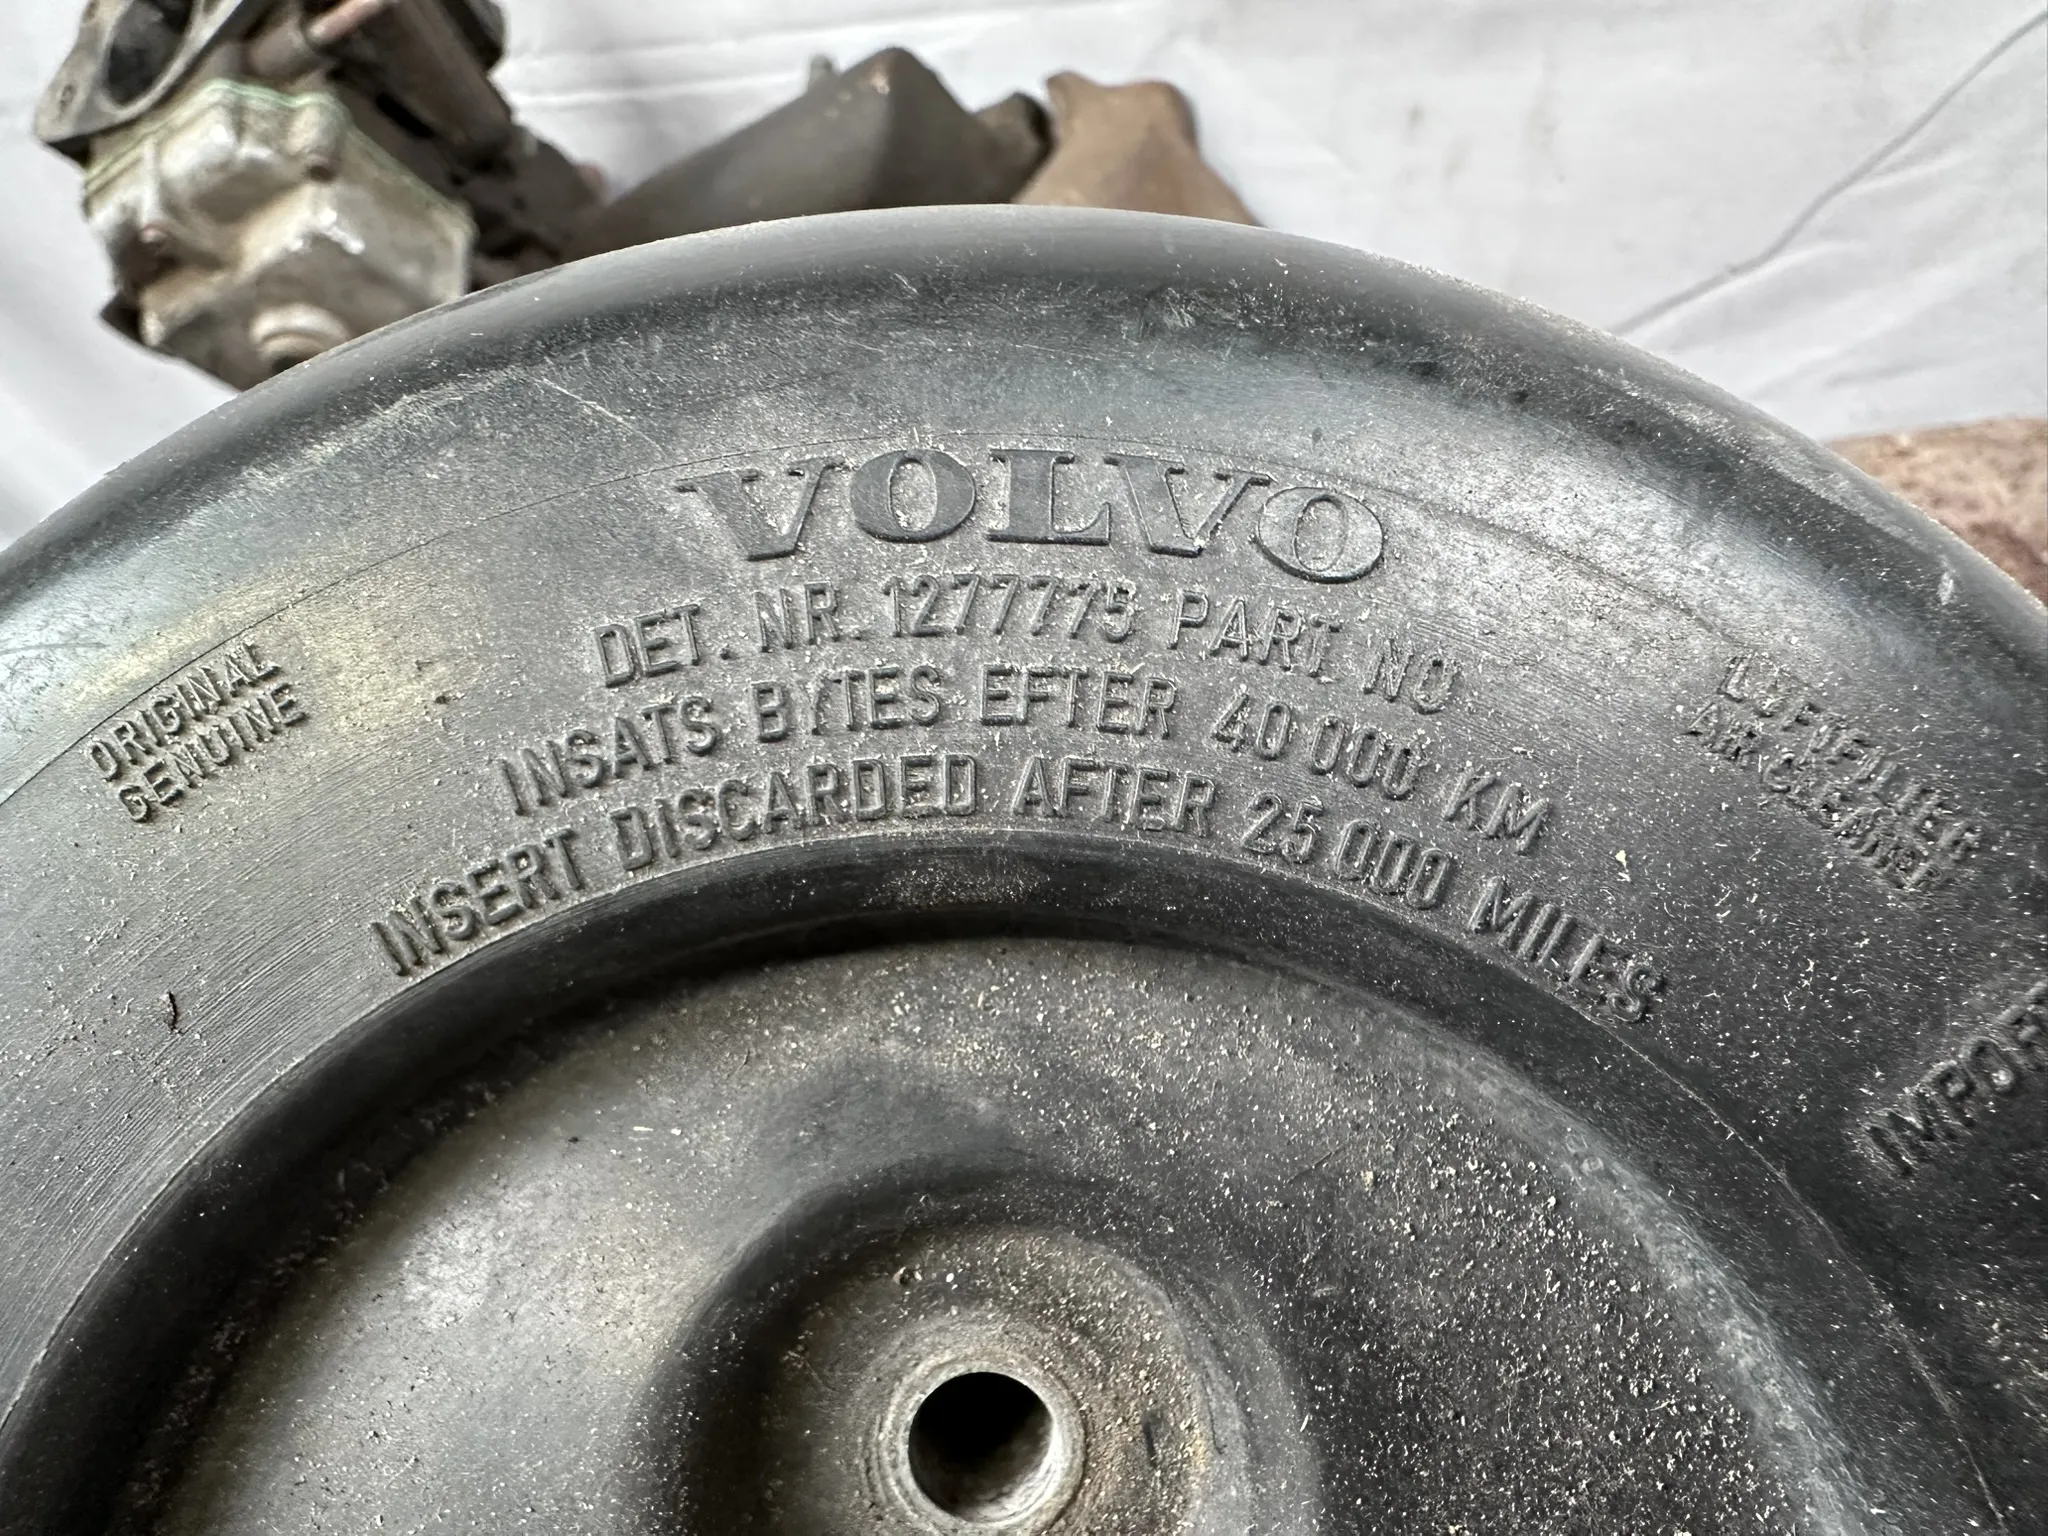 VOLVO
DET. NR. 1277775 PART NO
INSATS BYTES EFTER 40 000 KM
INSERT DISCARDED AFTER 25 000 MILES
ORIGINAL
GENUINE
LUFTFILTER
AIR CLEANER